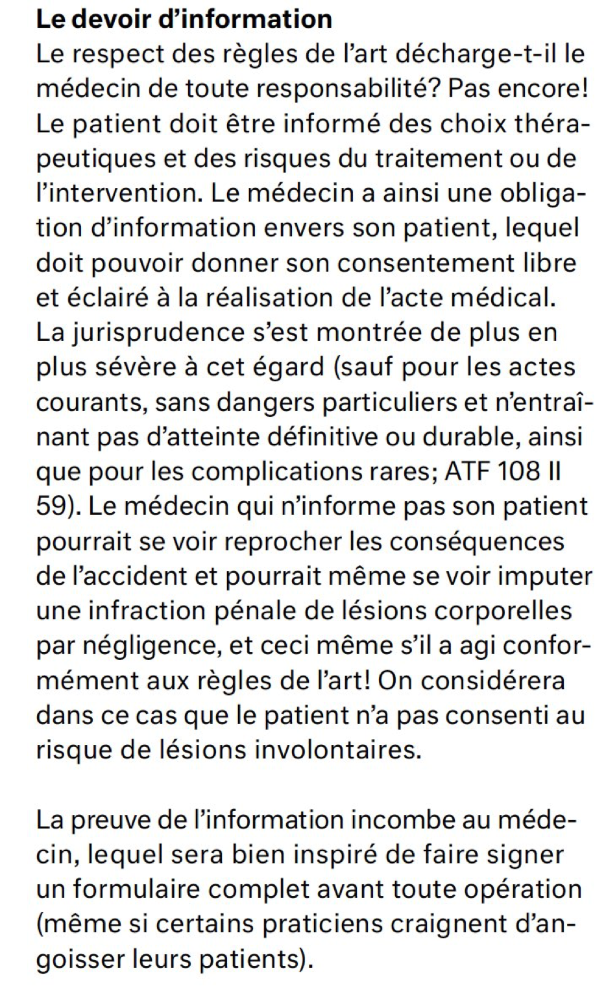 Le devoir d’information
Le respect des règles de l’art décharge-t-il le
médecin de toute responsabilité? Pas encore!
Le patient doit être informé des choix théra-
peutiques et des risques du traitement ou de
l’intervention. Le médecin a ainsi une obliga-
tion d’information envers son patient, lequel
doit pouvoir donner son consentement libre
et éclairé à la réalisation de l’acte médical.
La jurisprudence s’est montrée de plus en
plus sévère à cet égard (sauf pour les actes
courants, sans dangers particuliers et n’entraî-
nant pas d’atteinte définitive ou durable, ainsi
que pour les complications rares; ATF 108 II
59). Le médecin qui n’informe pas son patient
pourrait se voir reprocher les conséquences
de l’accident et pourrait même se voir imputer
une infraction pénale de lésions corporelles
par négligence, et ceci même s’il a agi confor-
mément aux règles de l’art! On considérera
dans ce cas que le patient n’a pas consenti au
risque de lésions involontaires.

La preuve de l’information incombe au méde-
cin, lequel sera bien inspiré de faire signer
un formulaire complet avant toute opération
(même si certains praticiens craignent d’an-
goisser leurs patients).